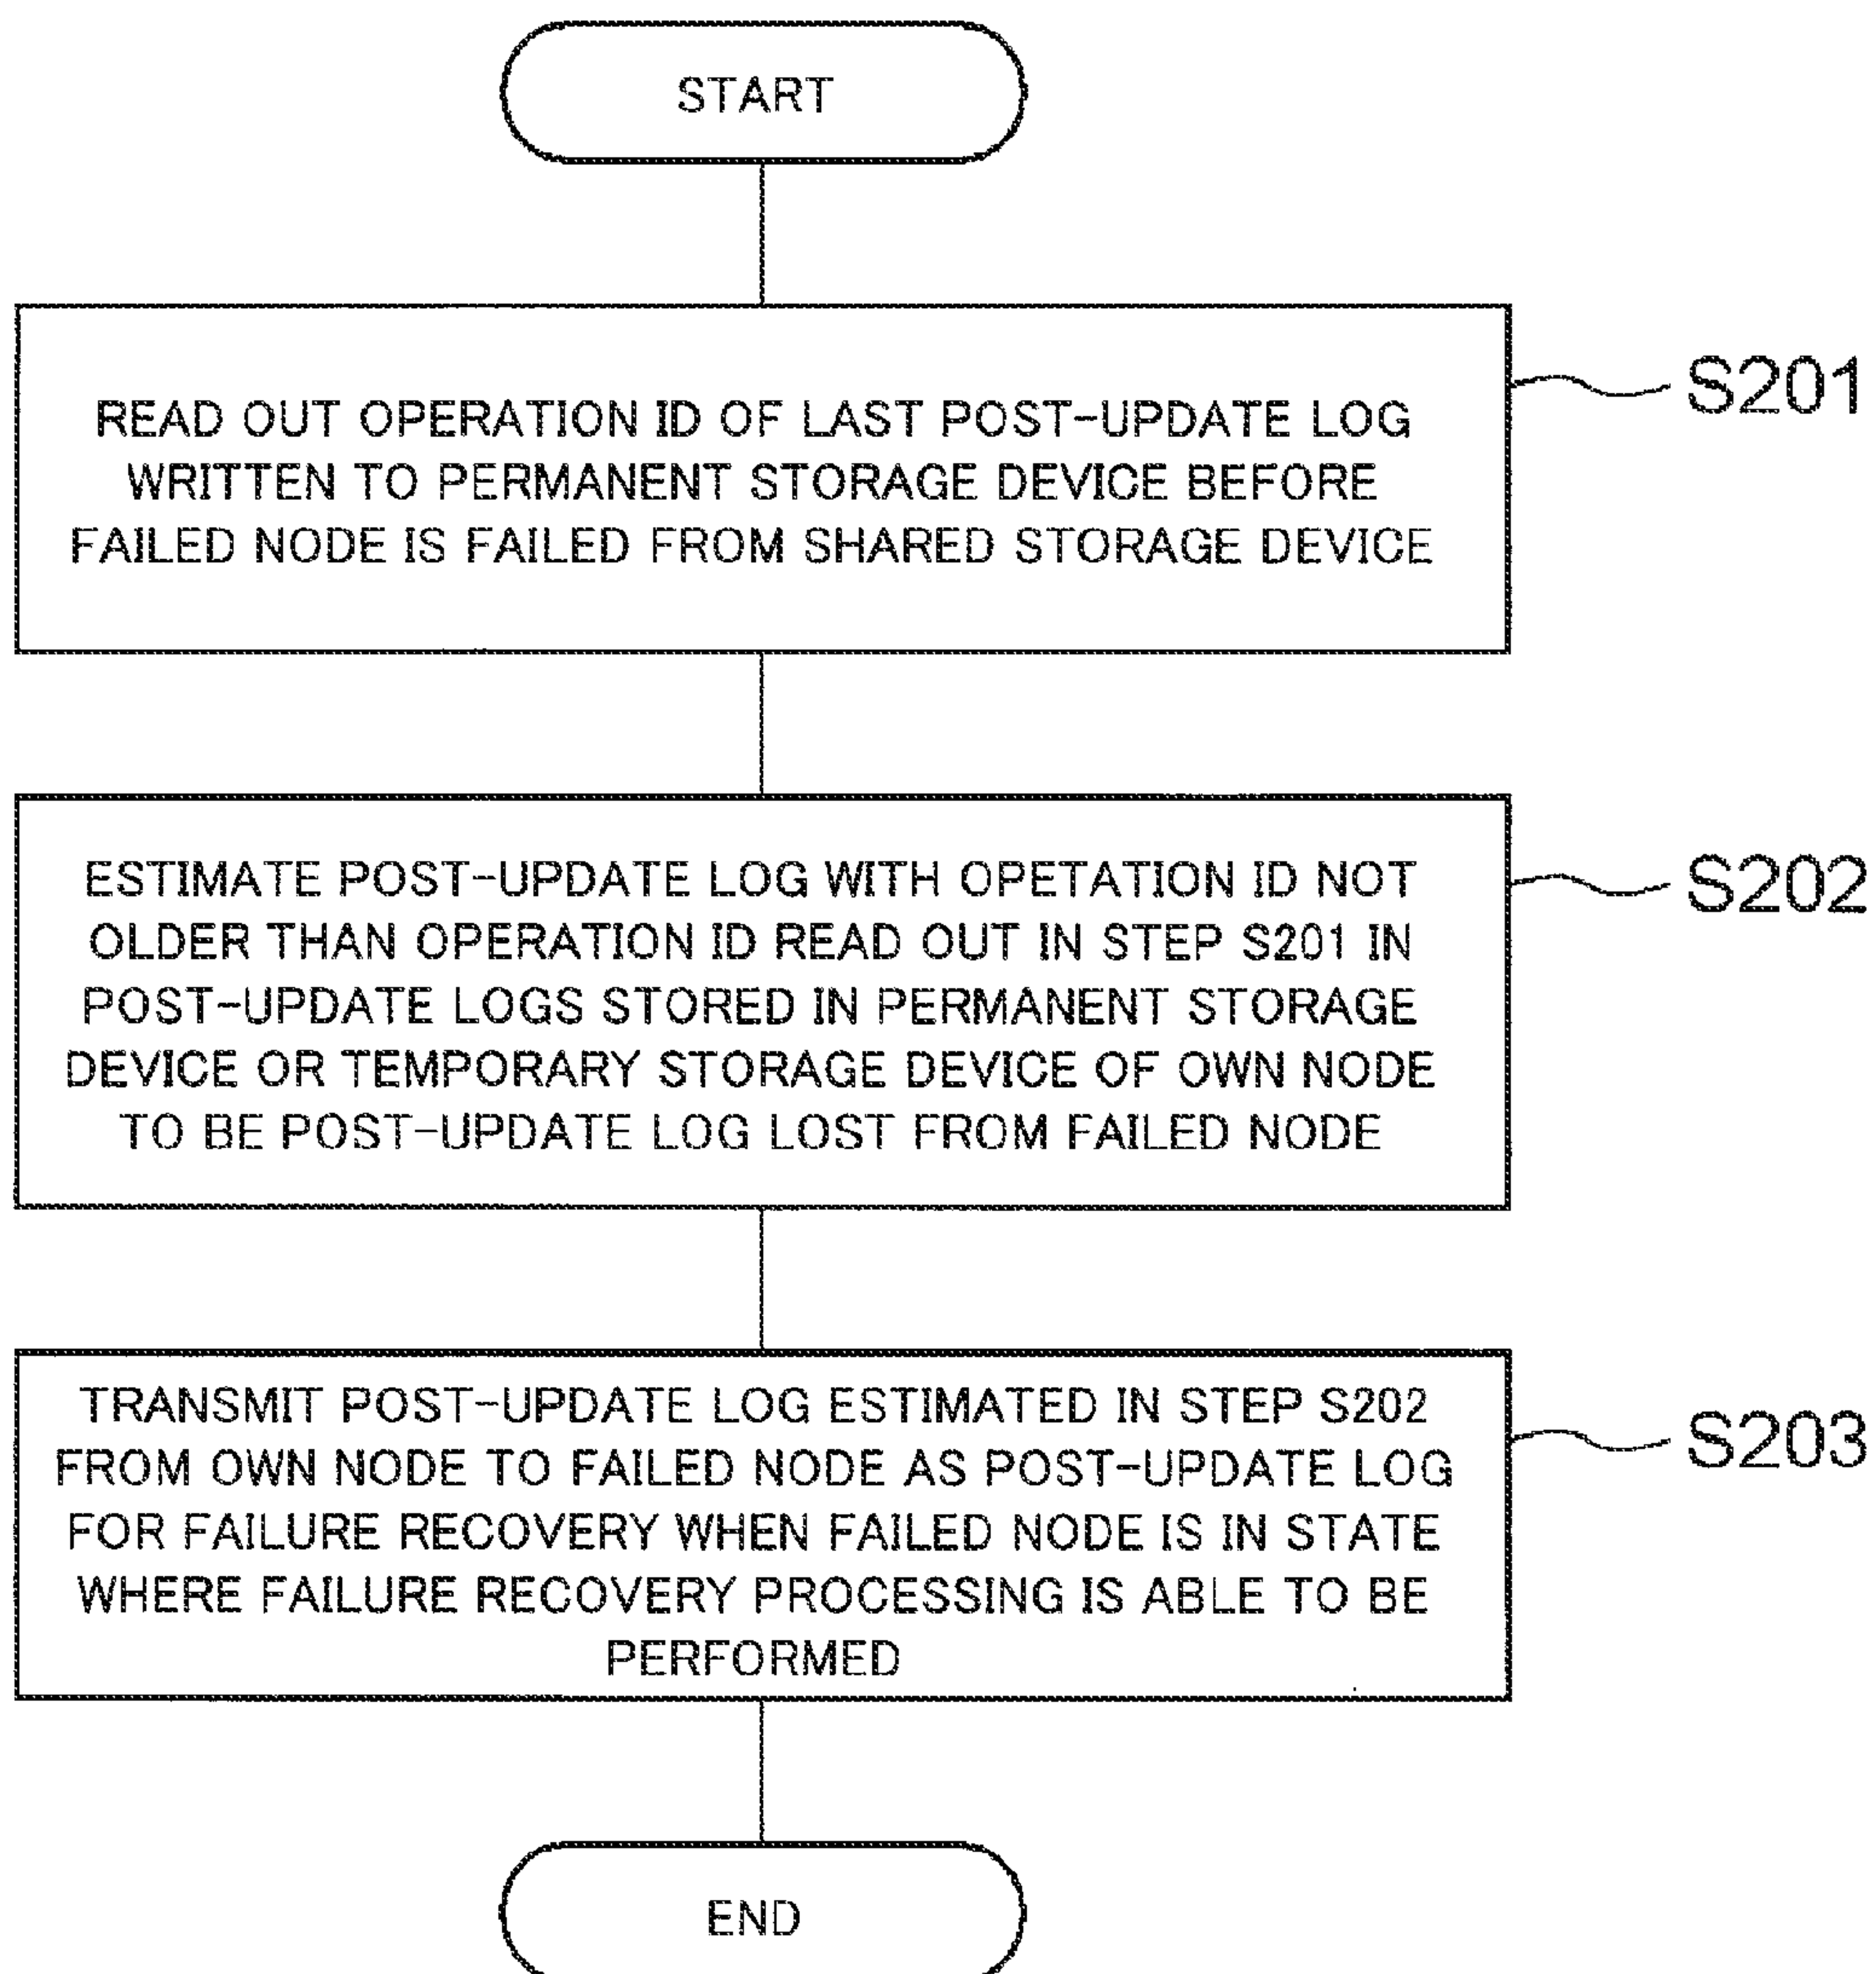 START
READ OUT OPERATION ID OF LAST POST-UPDATE LOG
WRITTEN TO PERMANENT STORAGE DEVICE BEFORE
FAILED NODE IS FAILED FROM SHARED STORAGE DEVICE
S201
ESTIMATE POST-UPDATE LOG WITH OPETATION ID NOT
OLDER THAN OPERATION ID READ OUT IN STEP S201 IN
POST-UPDATE LOGS STORED IN PERMANENT STORAGE
DEVICE OR TEMPORARY STORAGE DEVICE OF OWN NODE
TO BE POST-UPDATE LOG LOST FROM FAILED NODE
S202
TRANSMIT POST-UPDATE LOG ESTIMATED IN STEP S202
FROM OWN NODE TO FAILED NODE AS POST-UPDATE LOG
FOR FAILURE RECOVERY WHEN FAILED NODE IS IN STATE
WHERE FAILURE RECOVERY PROCESSING IS ABLE TO BE
PERFORMED
S203
END